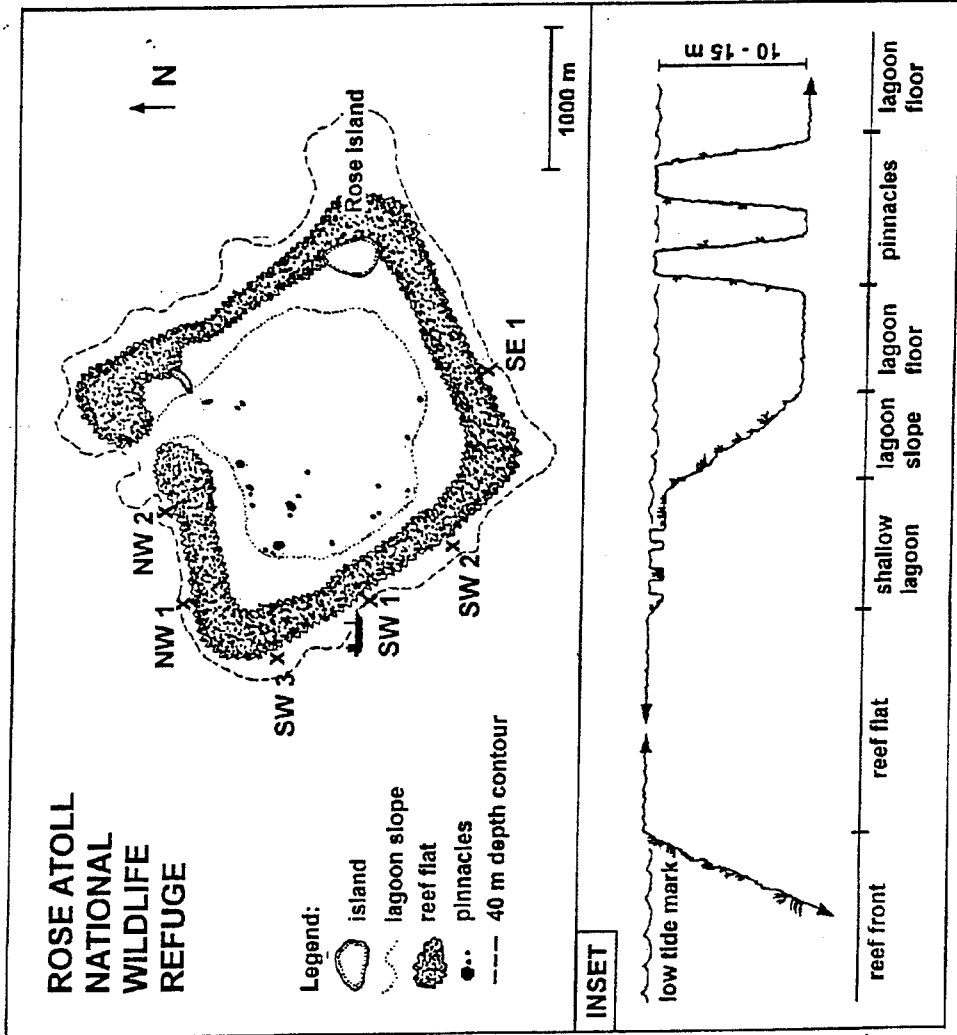 ROSE ATOLL
NATIONAL
WILDLIFE
REFUGE
N
NW 2
NW 1
SW 3
SW 1
SW 2
SE 1
Rose Island
1000 m
Legend:
island
lagoon slope
reef flat
pinnacles
40 m depth contour
INSET
low tide mark
10 - 15 m
reef front
reef flat
shallow
lagoon
lagoon
slope
lagoon
floor
pinnacles
lagoon
floor